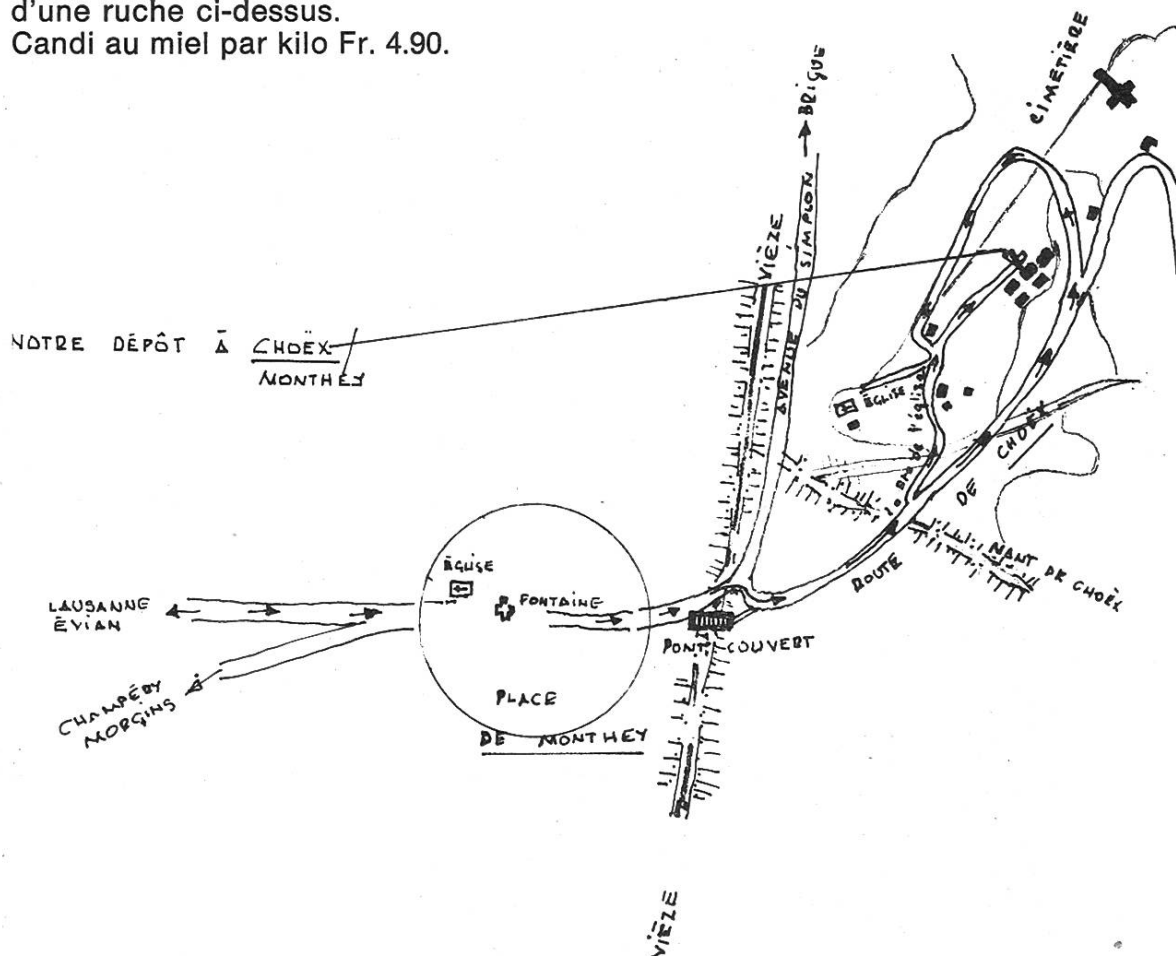 d'une ruche ci-dessus.
Candi au miel par kilo Fr. 4.90.
CIMETIÈRE
BRIGUE
AVENUE DU SIMPLON
VIÈZE
NOTRE DÉPÔT À CHOËX
MONTHEY
ÉGLISE
de l'église
ROUTE DE CHOËX
NANT DE CHOËX
ÉGLISE
FONTAINE
LAUSANNE
ÉVIAN
PONT COUVERT
CHAMPÉRY
MORGINS
PLACE
DE MONTHEY
VIÈZE